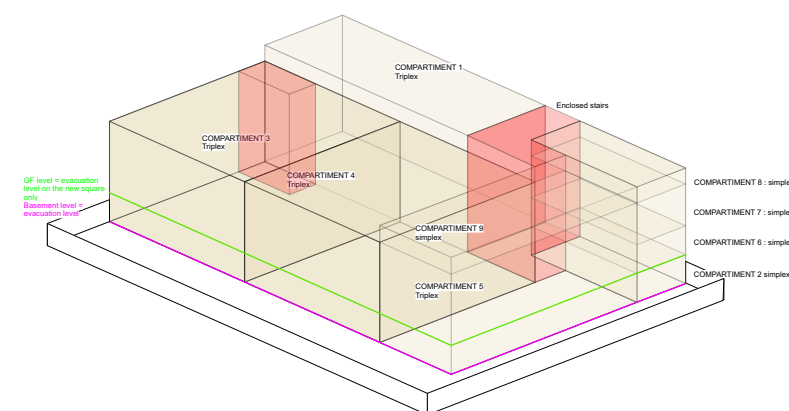 COMPARTIMENT 1
Triplex
Enclosed stairs
COMPARTIMENT 3
Triplex
COMPARTIMENT 4
Triplex
GF level = evacuation
level on the new square
only
Basement level =
evacuation level
COMPARTIMENT 8 : simple
COMPARTIMENT 7 : simple
COMPARTIMENT 9
simplex
COMPARTIMENT 6 : simple
COMPARTIMENT 2 simplex
COMPARTIMENT 5
Triplex